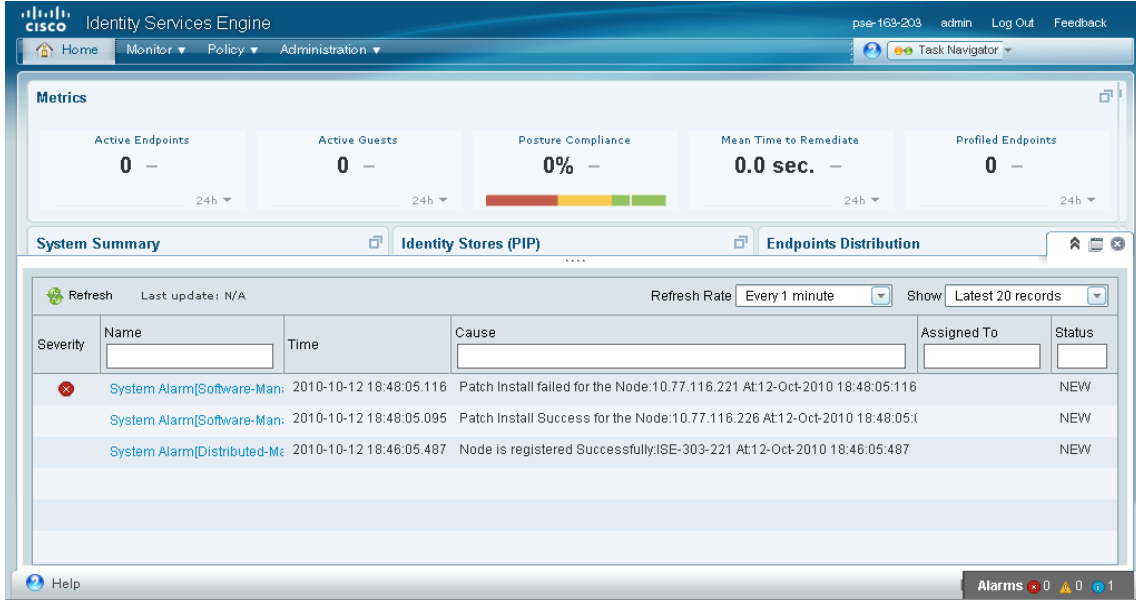 CISCO Identity Services Engine pse-163-203 admin Log Out Feedback
Home Monitor Policy Administration Task Navigator
Metrics
Active Endpoints Active Guests Posture Compliance Mean Time to Remediate Profiled Endpoints
0 – 0 – 0% – 0.0 sec. – 0 –
24h 24h 24h 24h
System Summary Identity Stores (PIP) Endpoints Distribution
Refresh Last update: N/A Refresh Rate Every 1 minute Show Latest 20 records
Severity Name Time Cause Assigned To Status
System Alarm[Software-Man 2010-10-12 18:48:05.116 Patch Install failed for the Node:10.77.116.221 At:12-Oct-2010 18:48:05:116 NEW
System Alarm[Software-Man 2010-10-12 18:48:05.095 Patch Install Success for the Node:10.77.116.226 At:12-Oct-2010 18:48:05: NEW
System Alarm[Distributed-Ma 2010-10-12 18:46:05.487 Node is registered Successfully:ISE-303-221 At:12-Oct-2010 18:46:05:487 NEW
Help Alarms 0 0 1